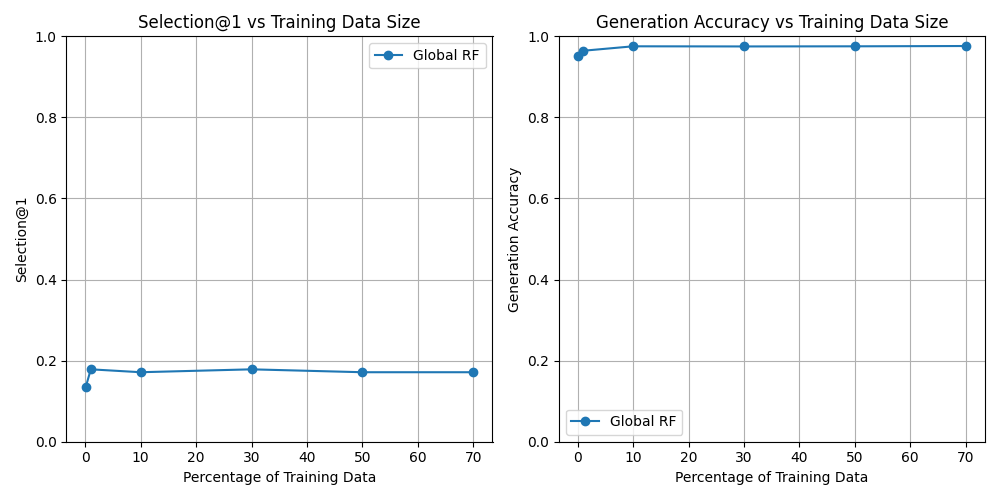 Selection@1 vs Training Data Size
1.0
0.8
0.6
0.4
0.2
0.0
Selection@1
Global RF
0 10 20 30 40 50 60 70
Percentage of Training Data
Generation Accuracy vs Training Data Size
1.0
0.8
0.6
0.4
0.2
0.0
Generation Accuracy
Global RF
0 10 20 30 40 50 60 70
Percentage of Training Data